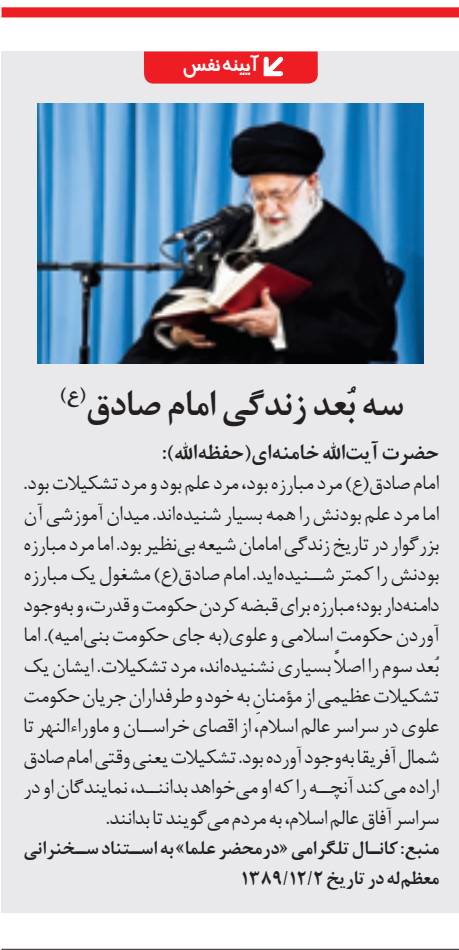 آیینه نفس
سه بُعد زندگی امام صادق(ع)
حضرت آیت‌الله خامنه‌ای(حفظه‌الله):
امام صادق(ع) مرد مبارزه بود، مرد علم بود و مرد تشکیلات بود.
اما مرد علم بودنش را همه بسیار شنیده‌اند. میدان آموزشی آن
بزرگوار در تاریخ زندگی امامان شیعه بی‌نظیر بود. اما مرد مبارزه
بودنش را کمتر شنیده‌اید. امام صادق(ع) مشغول یک مبارزه
دامنه‌دار بود؛ مبارزه برای قبضه کردن حکومت و قدرت، و به‌وجود
آوردن حکومت اسلامی و علوی(به جای حکومت بنی‌امیه). اما
بُعد سوم را اصلاً بسیاری نشنیده‌اند، مرد تشکیلات. ایشان یک
تشکیلات عظیمی از مؤمنانِ به خود و طرفداران جریان حکومت
علوی در سراسر عالم اسلام، از اقصای خراسان و ماوراءالنهر تا
شمال آفریقا به‌وجود آورده بود. تشکیلات یعنی وقتی امام صادق
اراده می‌کند آنچه را که او می‌خواهد بدانند، نمایندگان او در
سراسر آفاق عالم اسلام، به مردم می‌گویند تا بدانند.
منبع: کانال تلگرامی «درمحضر علما» به استناد سخنرانی
معظم‌له در تاریخ ۱۳۸۹/۱۲/۲